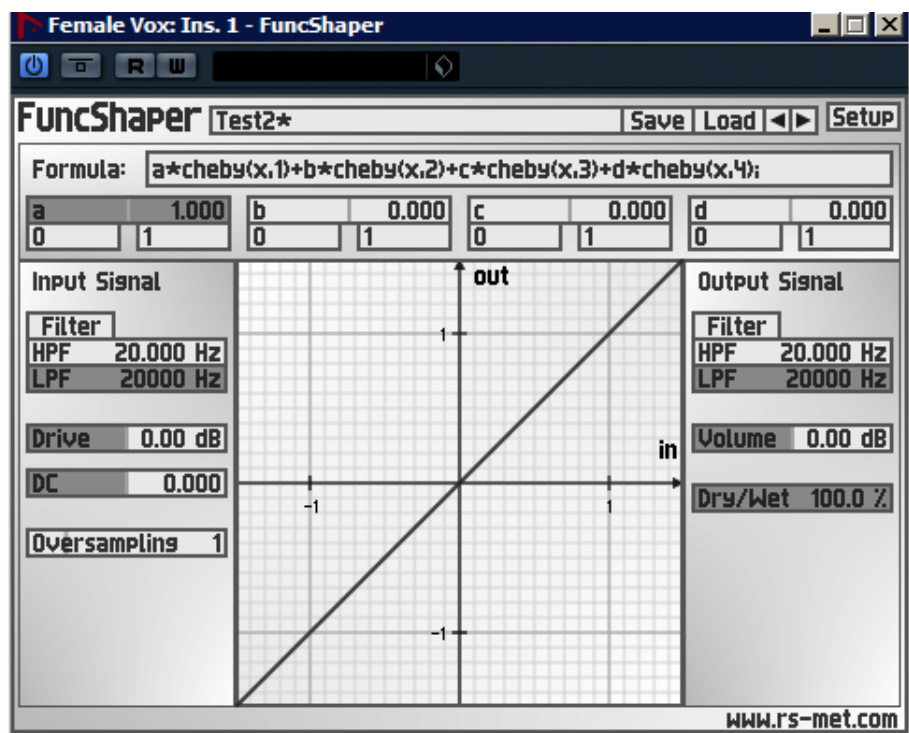 Female Vox: Ins. 1 - FuncShaper
R W
FuncShaper Test2* Save Load Setup
Formula: a*cheby(x,1)+b*cheby(x,2)+c*cheby(x,3)+d*cheby(x,4);
a 1.000 b 0.000 c 0.000 d 0.000
0 1 0 1 0 1 0 1
Input Signal
Filter
HPF 20.000 Hz
LPF 20000 Hz
Drive 0.00 dB
DC 0.000
Oversampling 1
out
1
in
-1 1
-1
Output Signal
Filter
HPF 20.000 Hz
LPF 20000 Hz
Volume 0.00 dB
Dry/Wet 100.0 %
www.rs-met.com